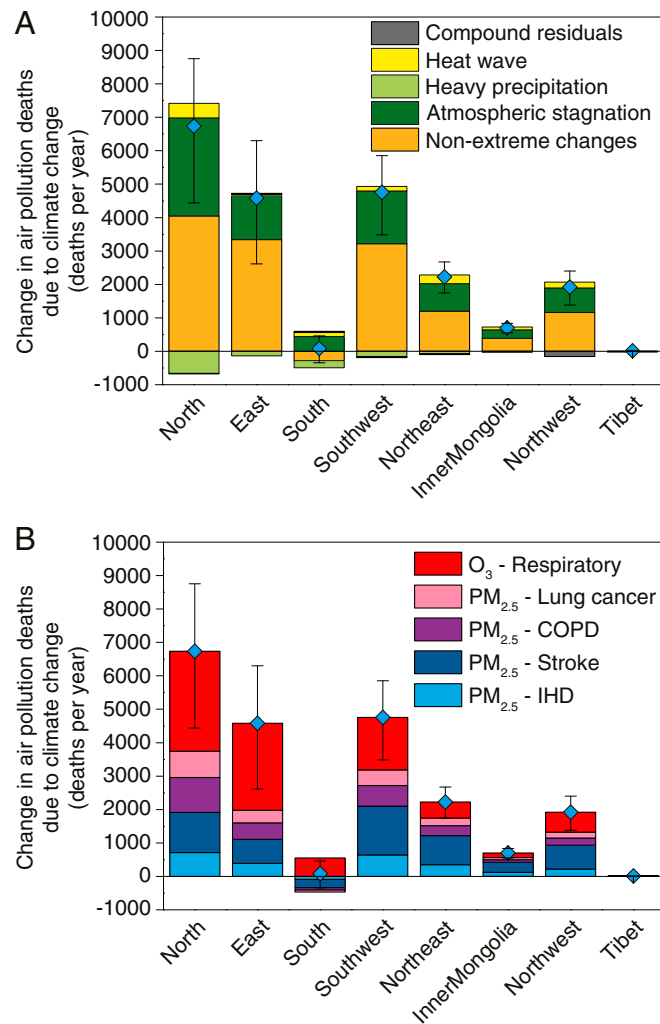 A
Change in air pollution deaths
due to climate change
(deaths per year)
10000
9000
8000
7000
6000
5000
4000
3000
2000
1000
0
-1000
Compound residuals
Heat wave
Heavy precipitation
Atmospheric stagnation
Non-extreme changes
North
East
South
Southwest
Northeast
InnerMongolia
Northwest
Tibet
B
Change in air pollution deaths
due to climate change
(deaths per year)
10000
9000
8000
7000
6000
5000
4000
3000
2000
1000
0
-1000
O₃ - Respiratory
PM₂.₅ - Lung cancer
PM₂.₅ - COPD
PM₂.₅ - Stroke
PM₂.₅ - IHD
North
East
South
Southwest
Northeast
InnerMongolia
Northwest
Tibet